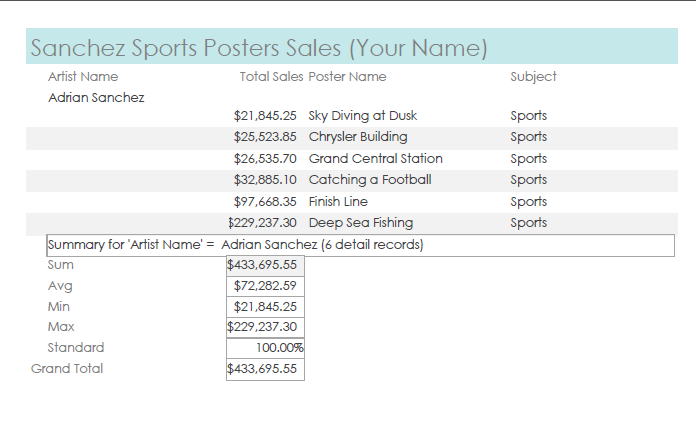 Sanchez Sports Posters Sales (Your Name)
Artist Name Total Sales Poster Name Subject
Adrian Sanchez
$21,845.25 Sky Diving at Dusk Sports
$25,523.85 Chrysler Building Sports
$26,535.70 Grand Central Station Sports
$32,885.10 Catching a Football Sports
$97,668.35 Finish Line Sports
$229,237.30 Deep Sea Fishing Sports
Summary for 'Artist Name' = Adrian Sanchez (6 detail records)
Sum $433,695.55
Avg $72,282.59
Min $21,845.25
Max $229,237.30
Standard 100.00%
Grand Total $433,695.55